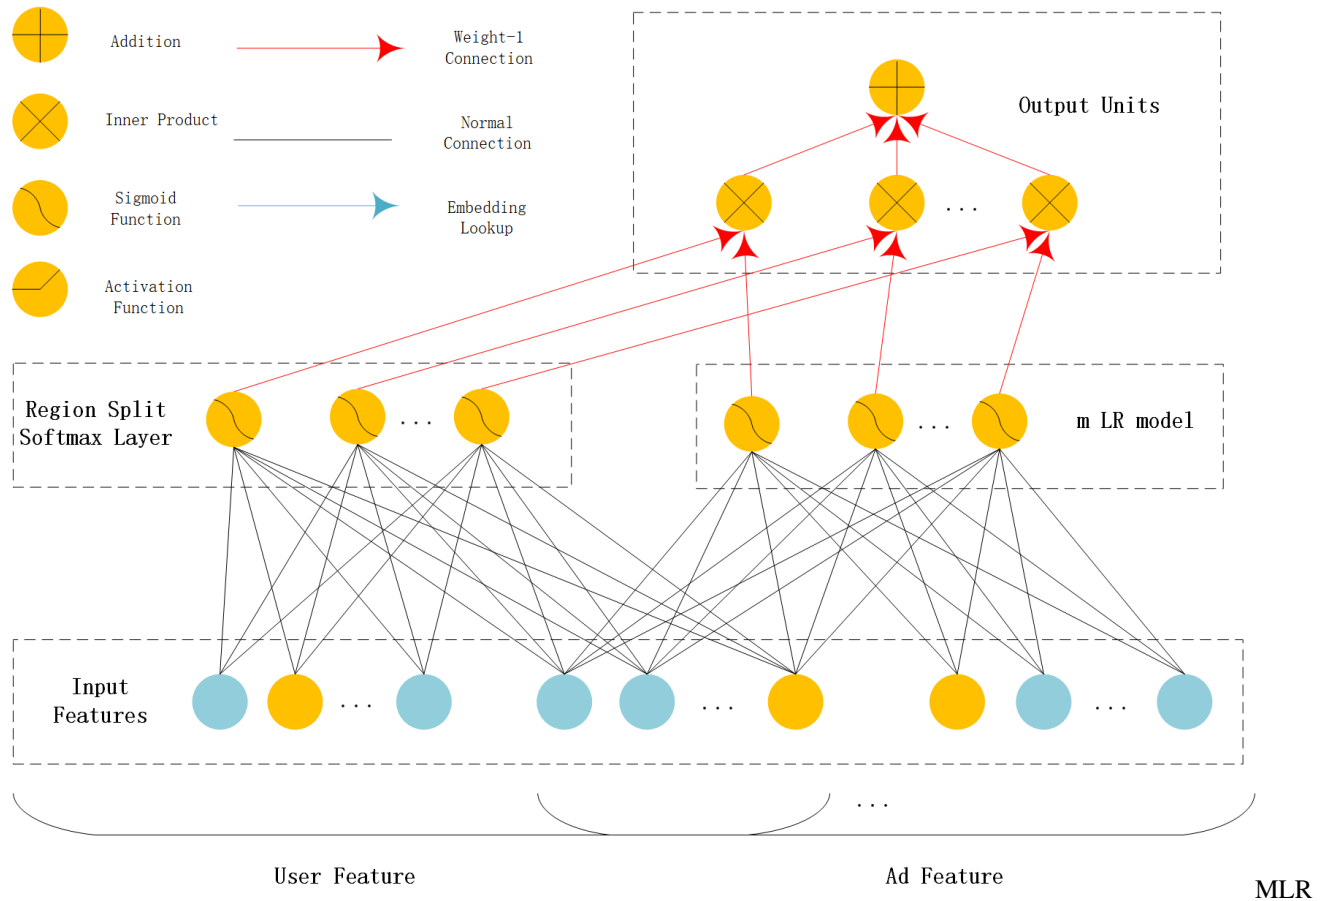 Addition
Weight-1
Connection
Inner Product
Normal
Connection
Sigmoid
Function
Embedding
Lookup
Activation
Function
Output Units
...
Region Split
Softmax Layer
...
m LR model
...
Input
Features
...
...
...
...
User Feature
Ad Feature
MLR